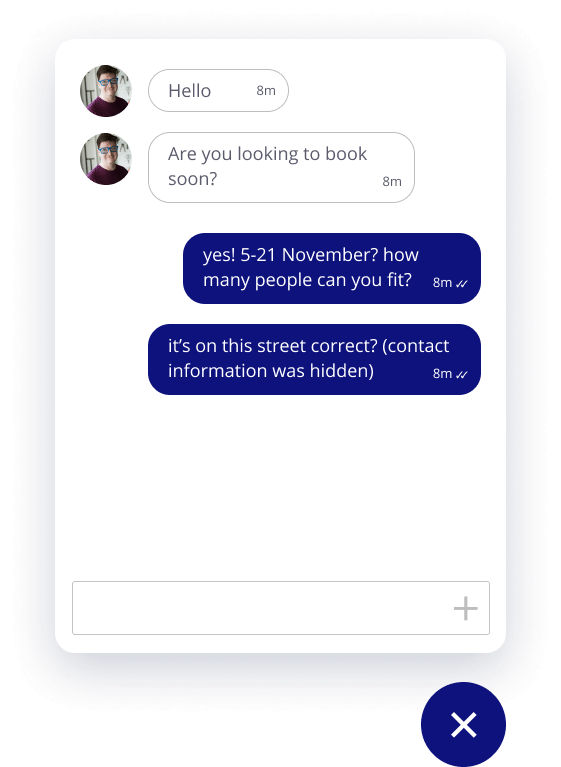 Hello 8m
Are you looking to book
soon? 8m
yes! 5-21 November? how
many people can you fit? 8m
it’s on this street correct? (contact
information was hidden) 8m